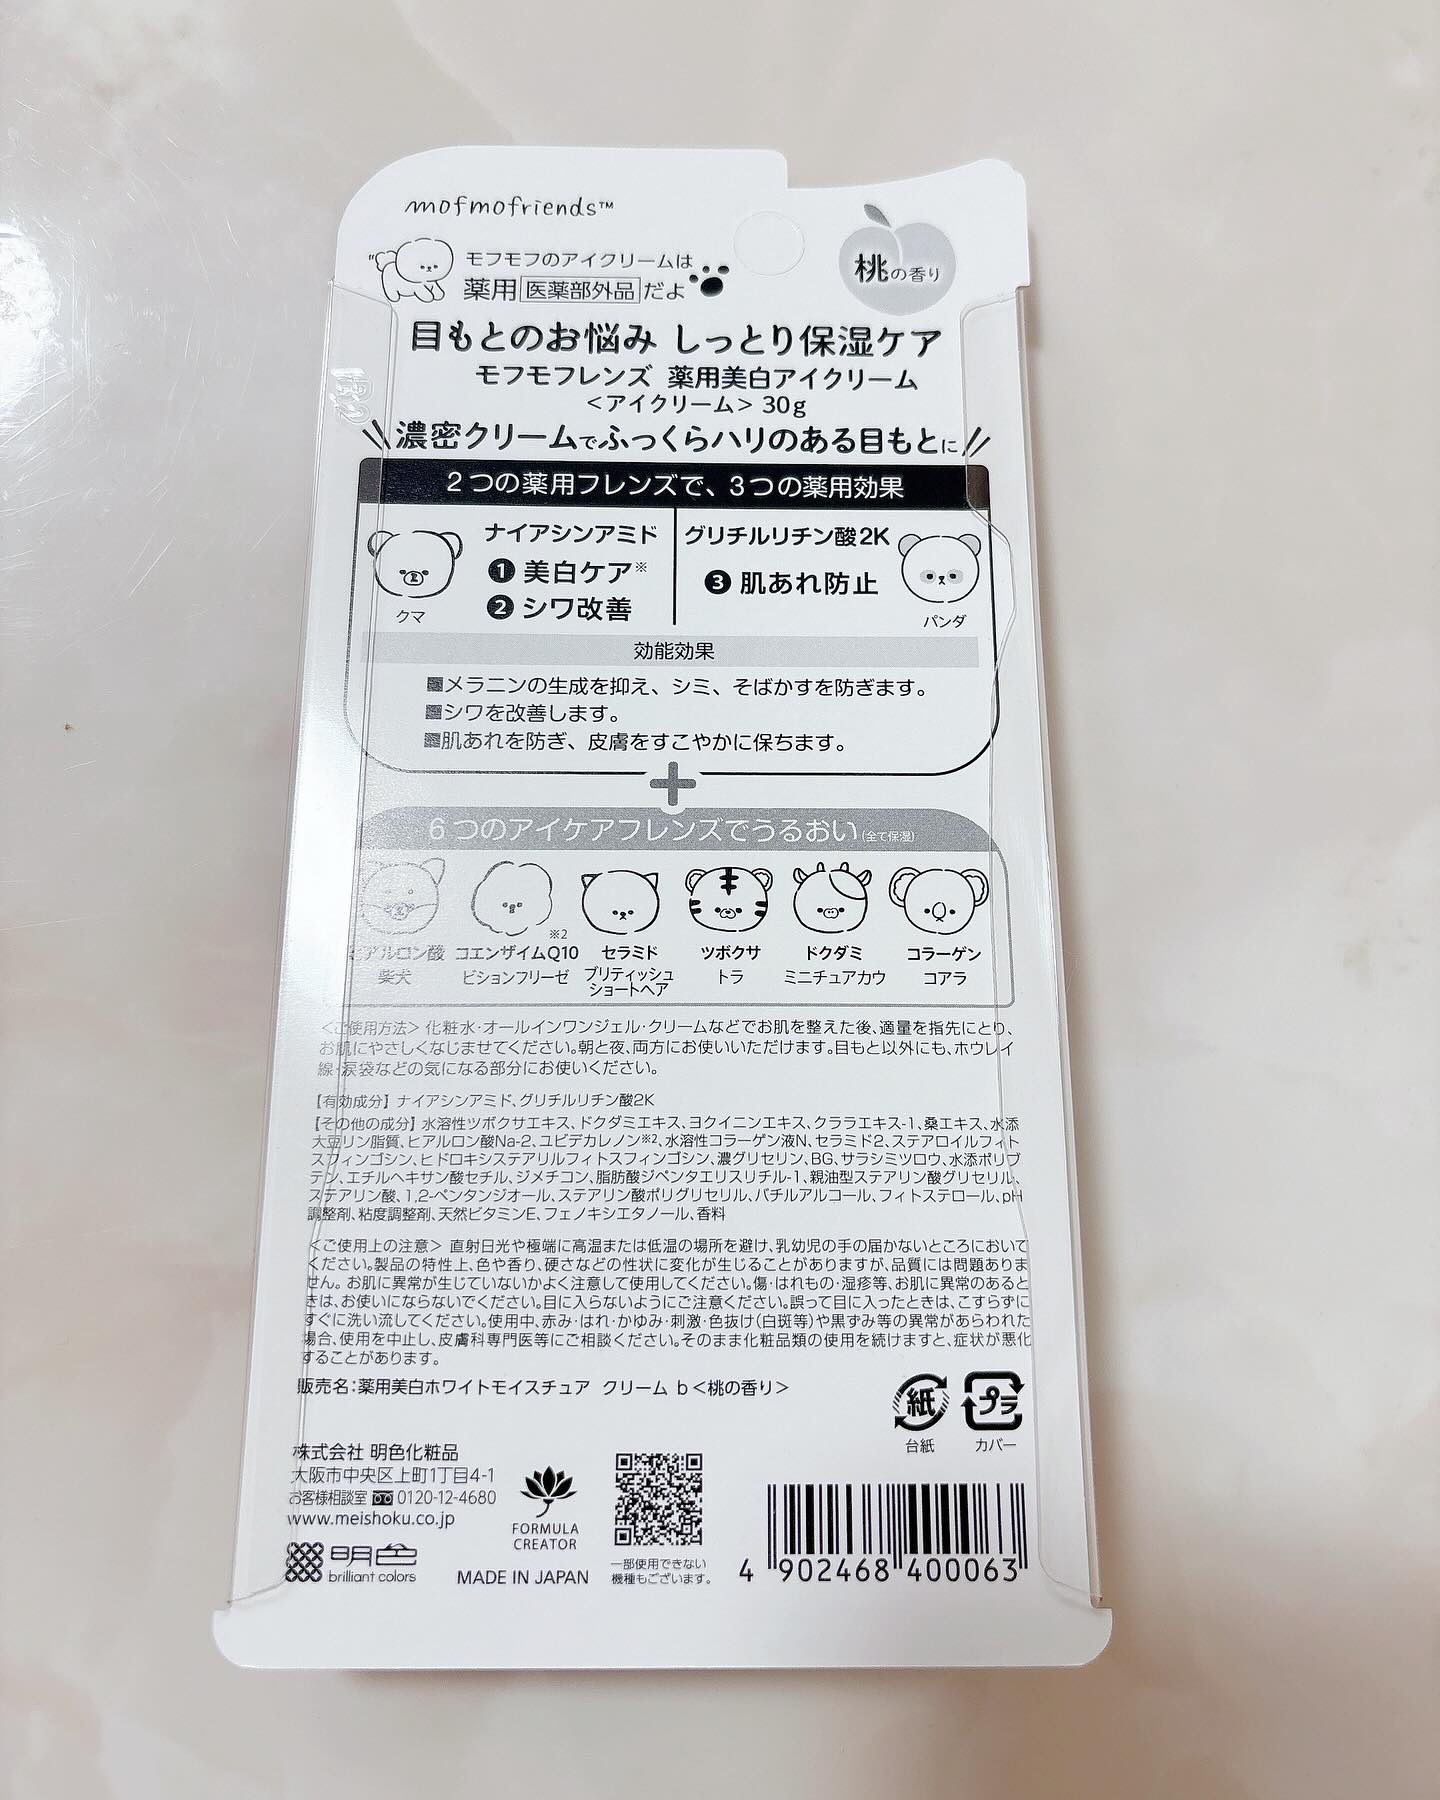 mofmofriends™
モフモフのアイクリームは
薬用 医薬部外品 だよ
桃の香り
目もとのお悩み しっとり保湿ケア
モフモフレンズ 薬用美白アイクリーム
<アイクリーム> 30g
濃密クリームでふっくらハリのある目もとに
2つの薬用フレンズで、3つの薬用効果
ナイアシンアミド
❶ 美白ケア※
❷ シワ改善
クマ
グリチルリチン酸2K
❸ 肌あれ防止
パンダ
効能効果
■メラニンの生成を抑え、シミ、そばかすを防ぎます。
■シワを改善します。
■肌あれを防ぎ、皮膚をすこやかに保ちます。
+
6つのアイケアフレンズでうるおい(全て保湿)
ヒアルロン酸 コエンザイムQ10※2 セラミド ツボクサ ドクダミ コラーゲン
柴犬 ビションフリーゼ ブリティッシュショートヘア トラ ミニチュアカウ コアラ
<ご使用方法> 化粧水・オールインワンジェル・クリームなどでお肌を整えた後、適量を指先にとり、
お肌にやさしくなじませてください。朝と夜、両方にお使いいただけます。目もと以外にも、ホウレイ
線・涙袋などの気になる部分にお使いください。
【有効成分】ナイアシンアミド、グリチルリチン酸2K
【その他の成分】水溶性ツボクサエキス、ドクダミエキス、ヨクイニンエキス、クララエキス-1、桑エキス、水添
大豆リン脂質、ヒアルロン酸Na-2、ユビデカレノン※2、水溶性コラーゲン液N、セラミド2、ステアロイルフィト
スフィンゴシン、ヒドロキシステアリルフィトスフィンゴシン、濃グリセリン、BG、サラシミツロウ、水添ポリブ
テン、エチルヘキサン酸セチル、ジメチコン、脂肪酸ジペンタエリスリチル-1、親油型ステアリン酸グリセリル、
ステアリン酸、1,2-ペンタンジオール、ステアリン酸ポリグリセリル、バチルアルコール、フィトステロール、pH
調整剤、粘度調整剤、天然ビタミンE、フェノキシエタノール、香料
<ご使用上の注意> 直射日光や極端に高温または低温の場所を避け、乳幼児の手の届かないところにおいて
ください。製品の特性上、色や香り、硬さなどの性状に変化が生じることがありますが、品質には問題ありま
せん。お肌に異常が生じていないかよく注意して使用してください。傷・はれもの・湿疹等、お肌に異常のあると
きは、お使いにならないでください。目に入らないようにご注意ください。誤って目に入ったときは、こすらずに
すぐに洗い流してください。使用中、赤み・はれ・かゆみ・刺激・色抜け(白斑等)や黒ずみ等の異常があらわれた
場合、使用を中止し、皮膚科専門医等にご相談ください。そのまま化粧品類の使用を続けますと、症状が悪化
することがあります。
販売名:薬用美白ホワイトモイスチュア クリーム b<桃の香り>
紙
台紙
プラ
カバー
株式会社 明色化粧品
大阪市中央区上町1丁目4-1
お客様相談室 0120-12-4680
www.meishoku.co.jp
明色
brilliant colors
FORMULA
CREATOR
MADE IN JAPAN
一部使用できない
機種もございます。
4 902468 400063